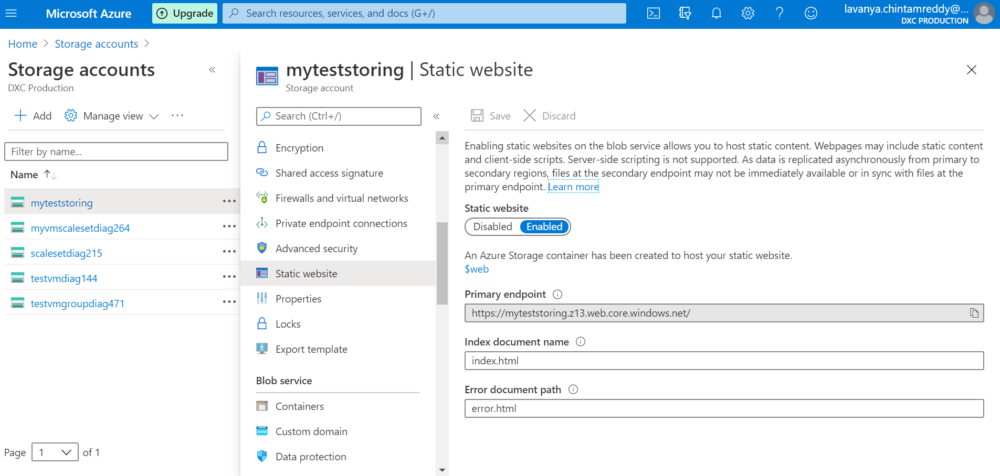 Microsoft Azure
Upgrade
Search resources, services, and docs (G+/)
lavanya.chintamreddy@...
DXC PRODUCTION
Home > Storage accounts >
Storage accounts
DXC Production
Add
Manage view
Filter by name...
Name
myteststoring
myvmscalesetdiag264
scalesetdiag215
testvmdiag144
testvmgroupdiag471
Page 1 of 1
myteststoring | Static website
Storage account
Search (Ctrl+/)
Encryption
Shared access signature
Firewalls and virtual networks
Private endpoint connections
Advanced security
Static website
Properties
Locks
Export template
Blob service
Containers
Custom domain
Data protection
Save
Discard
Enabling static websites on the blob service allows you to host static content. Webpages may include static content
and client-side scripts. Server-side scripting is not supported. As data is replicated asynchronously from primary to
secondary regions, files at the secondary endpoint may not be immediately available or in sync with files at the
primary endpoint. Learn more
Static website
Disabled Enabled
An Azure Storage container has been created to host your static website.
$web
Primary endpoint
https://myteststoring.z13.web.core.windows.net/
Index document name
index.html
Error document path
error.html